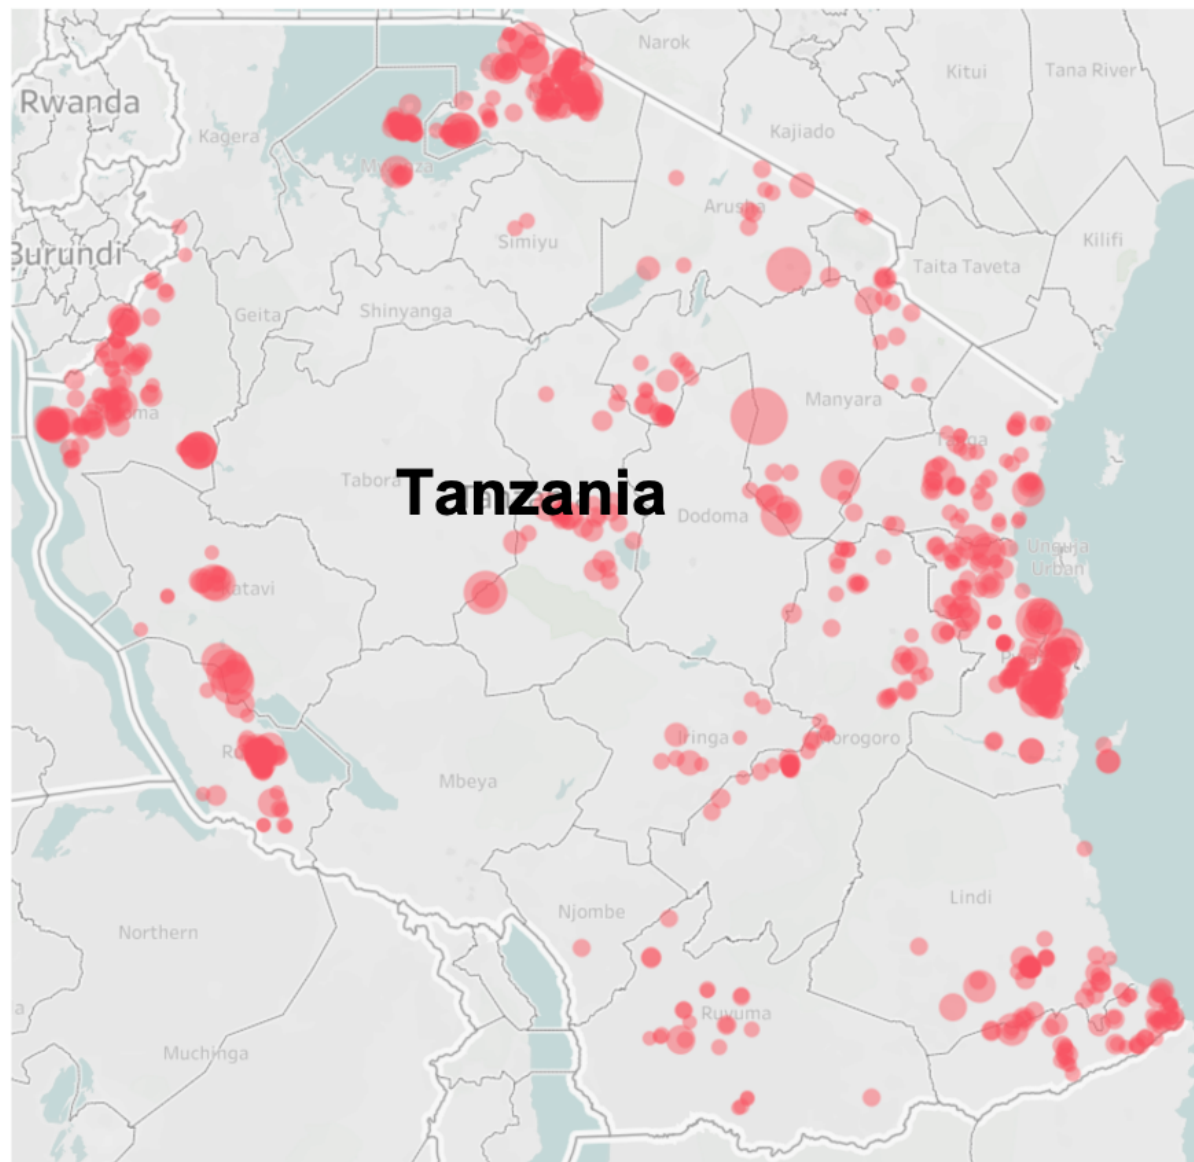 Narok
Kitui
Tana River
Rwanda
Kagera
Kajiado
Arusha
Simiyu
Burundi
Taita Taveta
Kilifi
Geita
Shinyanga
Manyara
Tabora
Tanzania
Dodoma
Unguja
Urban
Iringa
Morogoro
Mbeya
Lindi
Njombe
Northern
Ruvuma
Muchinga